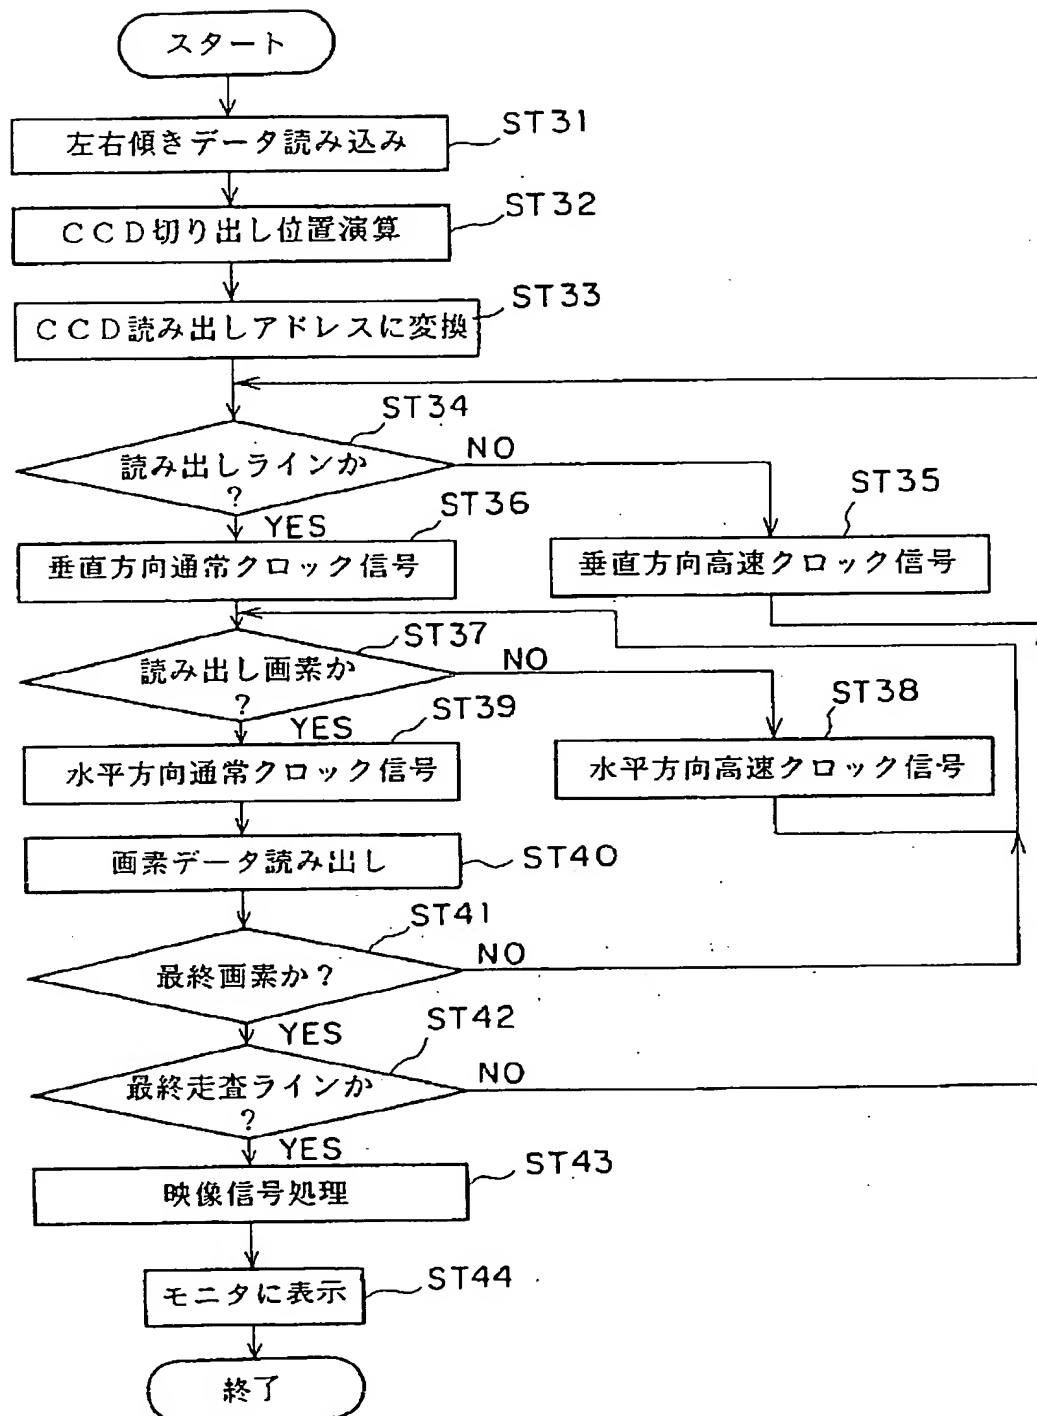 スタート
左右傾きデータ読み込み
ST31
CCD切り出し位置演算
ST32
CCD読み出しアドレスに変換
ST33
ST34
読み出しラインか
?
NO
YES
ST35
ST36
垂直方向通常クロック信号
垂直方向高速クロック信号
ST37
読み出し画素か
?
NO
YES
ST38
ST39
水平方向通常クロック信号
水平方向高速クロック信号
画素データ読み出し
ST40
ST41
最終画素か?
NO
YES
ST42
最終走査ラインか
?
NO
YES
映像信号処理
ST43
モニタに表示
ST44
終了